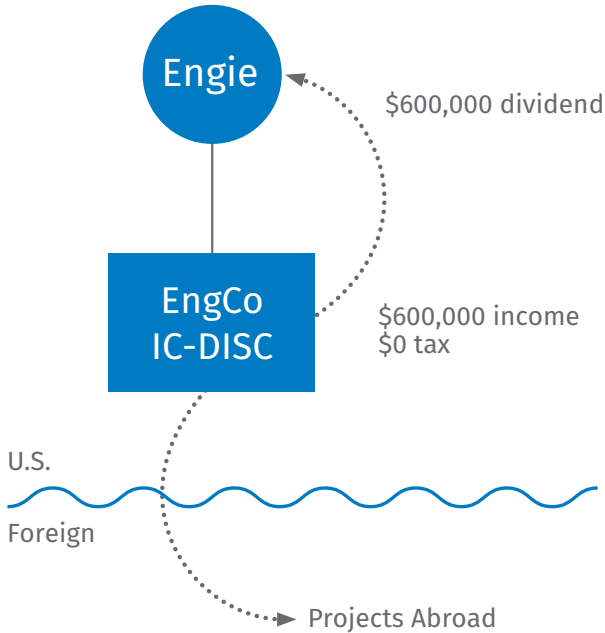 Engie
$600,000 dividend
EngCo
IC-DISC
$600,000 income
$0 tax
U.S.
Foreign
Projects Abroad